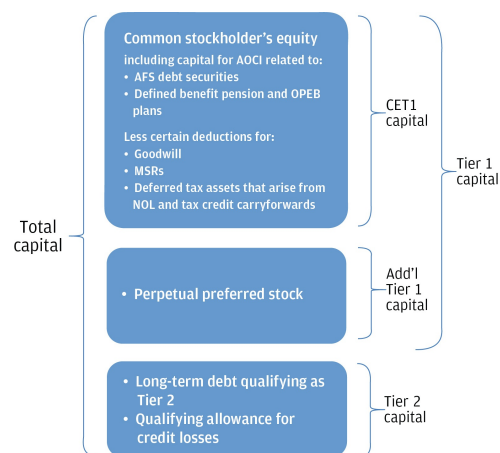 Common stockholder's equity
including capital for AOCI related to:
• AFS debt securities
• Defined benefit pension and OPEB
plans
Less certain deductions for:
• Goodwill
• MSRs
• Deferred tax assets that arise from
NOL and tax credit carryforwards
CET1
capital
Tier 1
capital
Total
capital
• Perpetual preferred stock
Add'l
Tier 1
capital
• Long-term debt qualifying as
Tier 2
• Qualifying allowance for
credit losses
Tier 2
capital